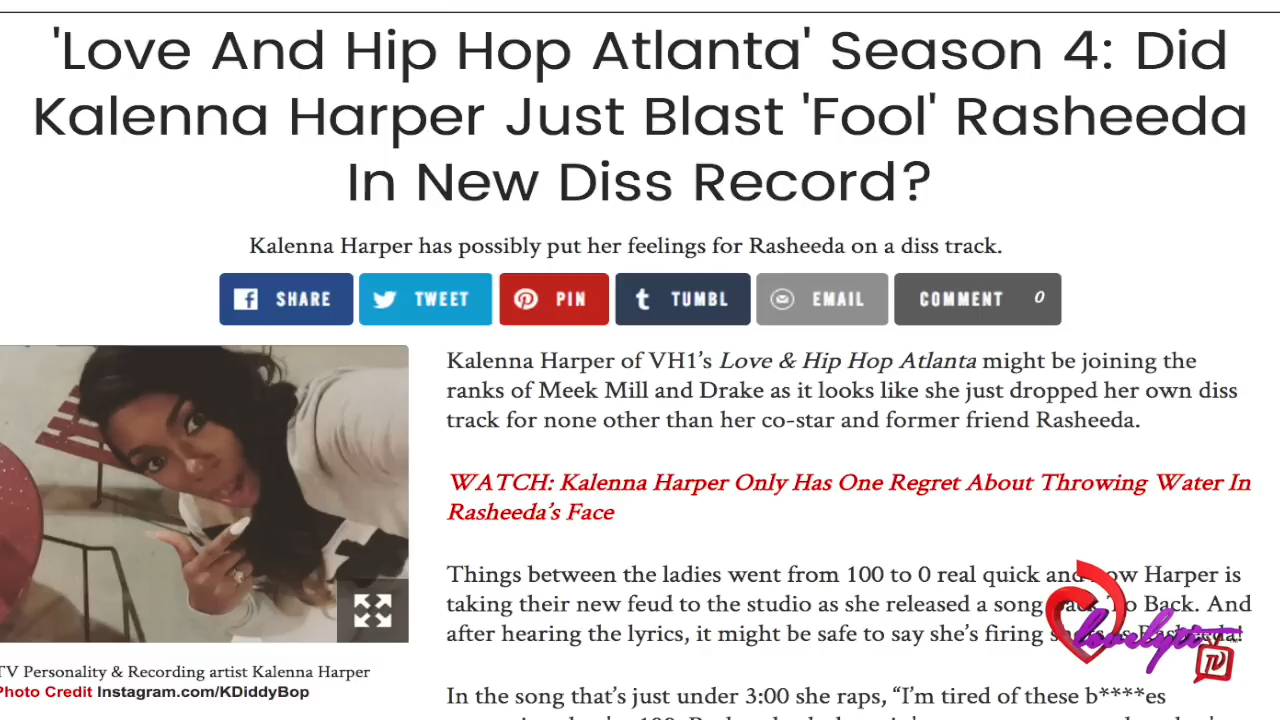 'Love And Hip Hop Atlanta' Season 4: Did
Kalenna Harper Just Blast 'Fool' Rasheeda
In New Diss Record?
Kalenna Harper has possibly put her feelings for Rasheeda on a diss track.
SHARE
TWEET
PIN
TUMBL
EMAIL
COMMENT 0
Kalenna Harper of VH1's Love & Hip Hop Atlanta might be joining the
ranks of Meek Mill and Drake as it looks like she just dropped her own diss
track for none other than her co-star and former friend Rasheeda.
WATCH: Kalenna Harper Only Has One Regret About Throwing Water In
Rasheeda's Face
Things between the ladies went from 100 to 0 real quick and now Harper is
taking their new feud to the studio as she released a song Back To Back. And
after hearing the lyrics, it might be safe to say she's firing shots as Rasheeda!
In the song that's just under 3:00 she raps, “I'm tired of these b****es
TV Personality & Recording artist Kalenna Harper
Photo Credit Instagram.com/KDiddyBop
lovelyti
TV